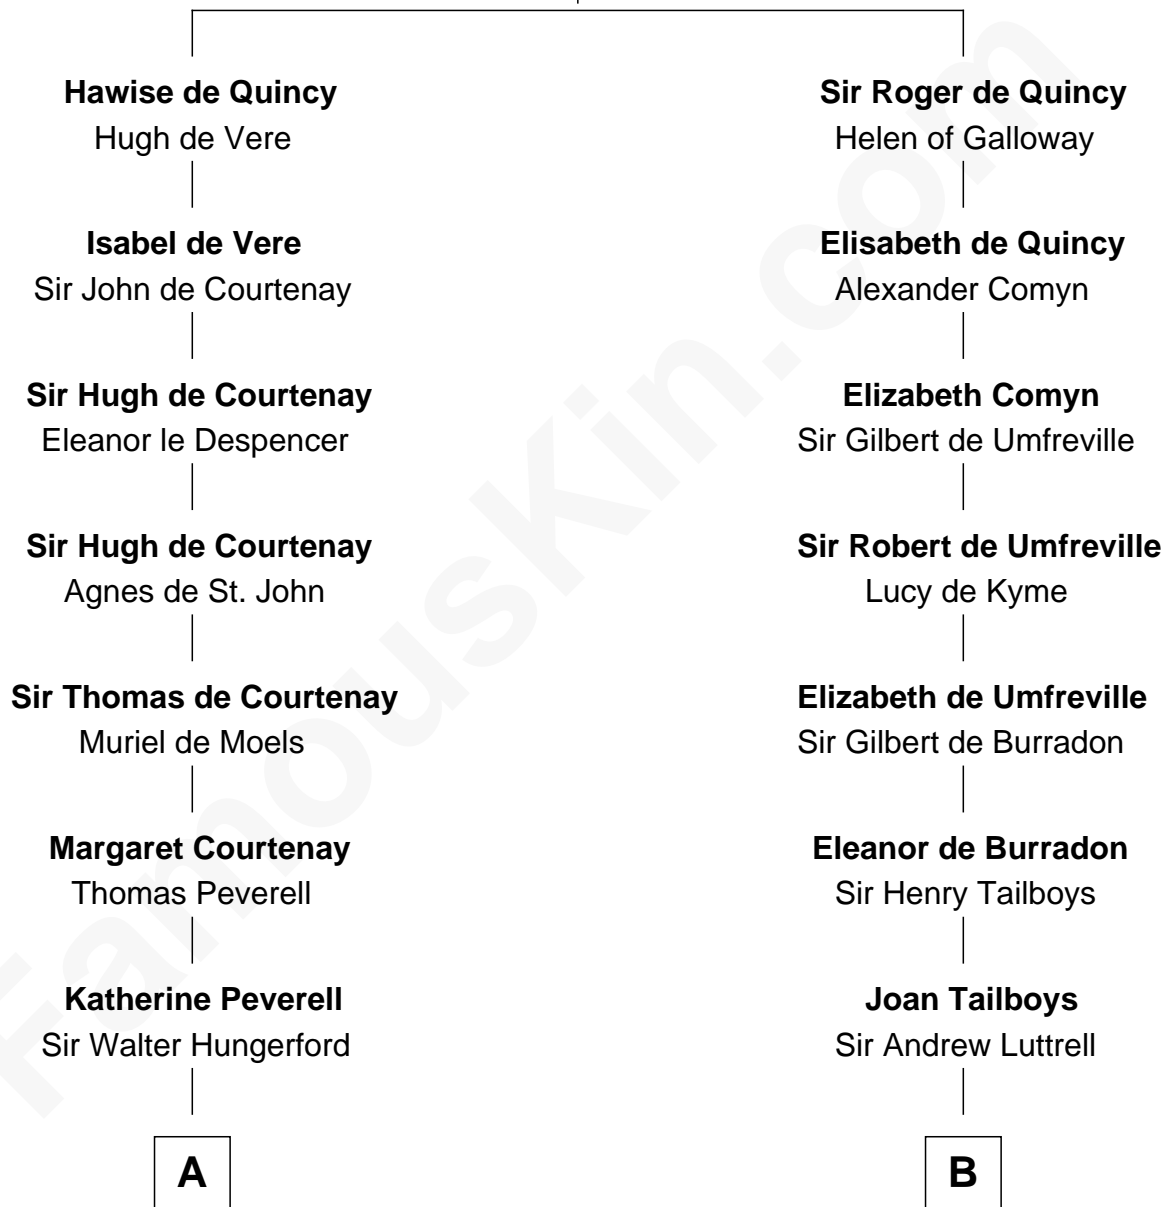 Hawise de Quincy
Hugh de Vere
Isabel de Vere
Sir John de Courtenay
Sir Hugh de Courtenay
Eleanor le Despencer
Sir Hugh de Courtenay
Agnes de St. John
Sir Thomas de Courtenay
Muriel de Moels
Margaret Courtenay
Thomas Peverell
Katherine Peverell
Sir Walter Hungerford
A
Sir Roger de Quincy
Helen of Galloway
Elisabeth de Quincy
Alexander Comyn
Elizabeth Comyn
Sir Gilbert de Umfreville
Sir Robert de Umfreville
Lucy de Kyme
Elizabeth de Umfreville
Sir Gilbert de Burradon
Eleanor de Burradon
Sir Henry Tailboys
Joan Tailboys
Sir Andrew Luttrell
B
FamousKin.com